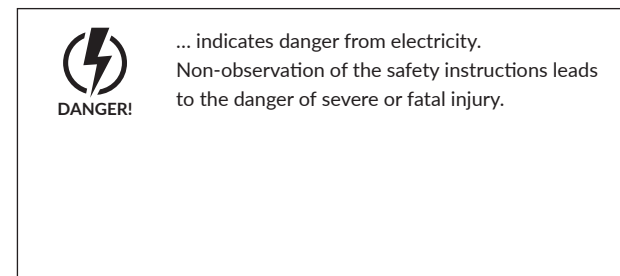 DANGER!
... indicates danger from electricity.
Non-observation of the safety instructions leads
to the danger of severe or fatal injury.